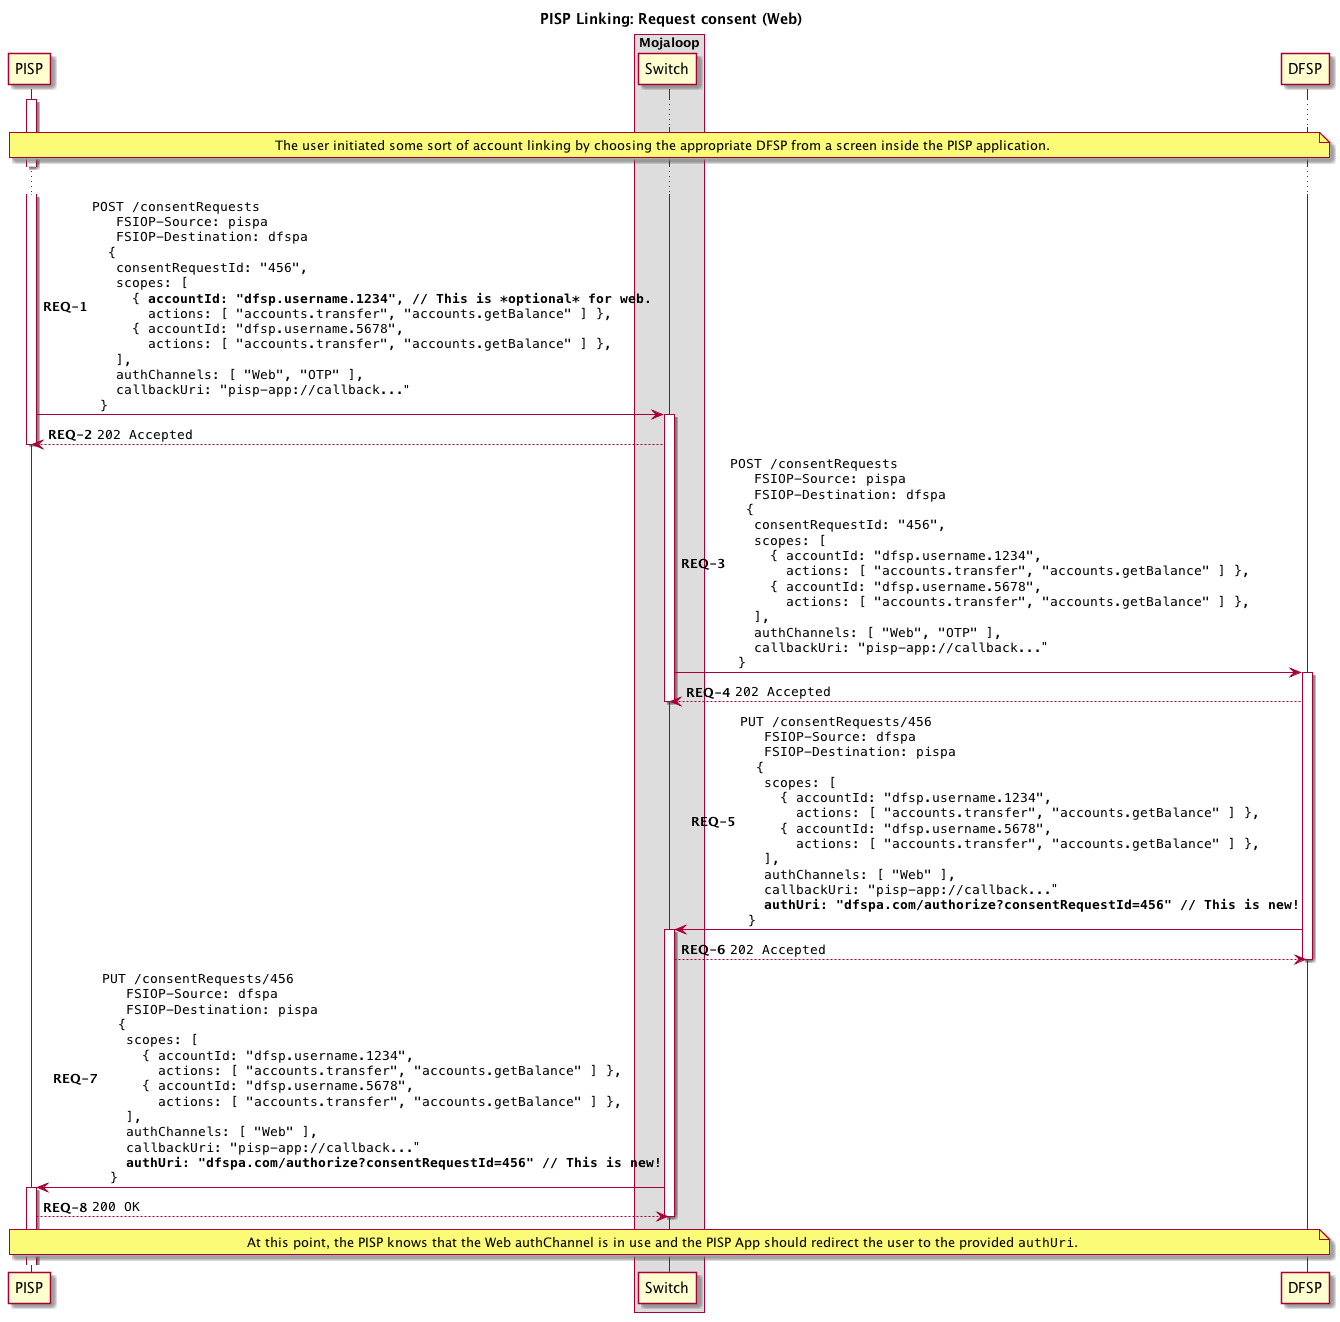 PISP Linking: Request consent (Web)
Mojaloop
PISP
Switch
DFSP
The user initiated some sort of account linking by choosing the appropriate DFSP from a screen inside the PISP application.
POST /consentRequests
FSIOP-Source: pispa
FSIOP-Destination: dfspa
{
consentRequestId: "456",
scopes: [
{ accountId: "dfsp.username.1234", // This is *optional* for web.
REQ-1
actions: [ "accounts.transfer", "accounts.getBalance" ] },
{ accountId: "dfsp.username.5678",
actions: [ "accounts.transfer", "accounts.getBalance" ] },
],
authChannels: [ "Web", "OTP" ],
callbackUri: "pisp-app://callback..."
}
REQ-2 202 Accepted
POST /consentRequests
FSIOP-Source: pispa
FSIOP-Destination: dfspa
{
consentRequestId: "456",
scopes: [
{ accountId: "dfsp.username.1234",
REQ-3
actions: [ "accounts.transfer", "accounts.getBalance" ] },
{ accountId: "dfsp.username.5678",
actions: [ "accounts.transfer", "accounts.getBalance" ] },
],
authChannels: [ "Web", "OTP" ],
callbackUri: "pisp-app://callback..."
}
REQ-4 202 Accepted
PUT /consentRequests/456
FSIOP-Source: dfspa
FSIOP-Destination: pispa
{
scopes: [
{ accountId: "dfsp.username.1234",
actions: [ "accounts.transfer", "accounts.getBalance" ] },
REQ-5
{ accountId: "dfsp.username.5678",
actions: [ "accounts.transfer", "accounts.getBalance" ] },
],
authChannels: [ "Web" ],
callbackUri: "pisp-app://callback..."
authUri: "dfspa.com/authorize?consentRequestId=456" // This is new!
}
REQ-6 202 Accepted
PUT /consentRequests/456
FSIOP-Source: dfspa
FSIOP-Destination: pispa
{
scopes: [
{ accountId: "dfsp.username.1234",
actions: [ "accounts.transfer", "accounts.getBalance" ] },
REQ-7
{ accountId: "dfsp.username.5678",
actions: [ "accounts.transfer", "accounts.getBalance" ] },
],
authChannels: [ "Web" ],
callbackUri: "pisp-app://callback..."
authUri: "dfspa.com/authorize?consentRequestId=456" // This is new!
}
REQ-8 200 OK
At this point, the PISP knows that the Web authChannel is in use and the PISP App should redirect the user to the provided authUri.
PISP
Switch
DFSP